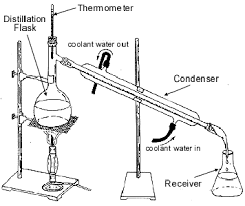 Thermometer
Distillation
Flask
coolant water out
Condenser
coolant water in
Receiver